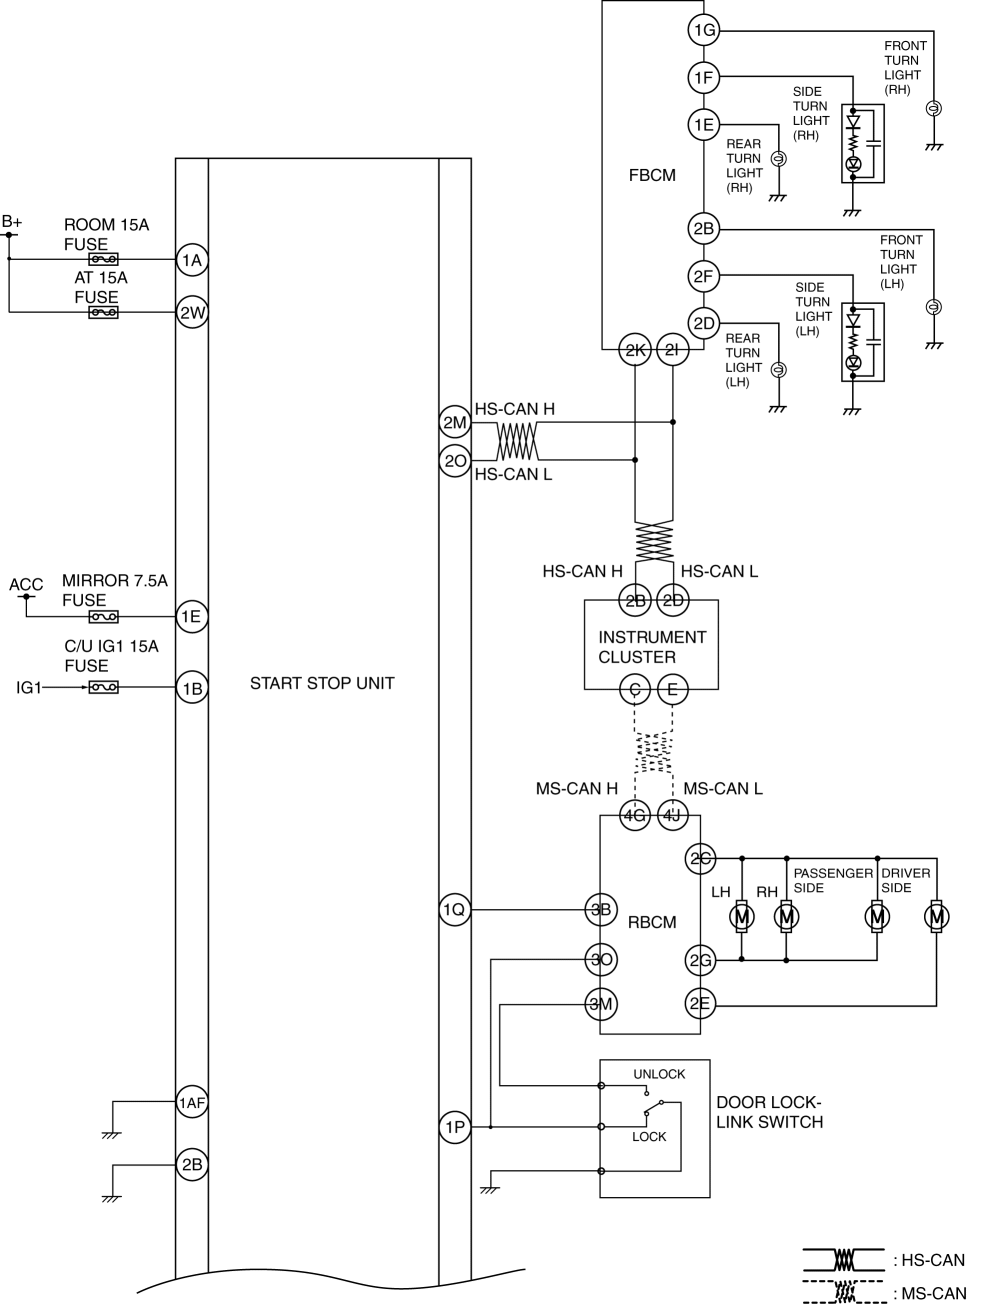 1G
FRONT
TURN
LIGHT
(RH)
1F
SIDE
TURN
LIGHT
(RH)
1E
REAR
TURN
LIGHT
(RH)
FBCM
B+
ROOM 15A
FUSE
1A
AT 15A
FUSE
2W
2B
FRONT
TURN
LIGHT
(LH)
2F
SIDE
TURN
LIGHT
(LH)
2D
REAR
TURN
LIGHT
(LH)
2K
2I
2M
HS-CAN H
2O
HS-CAN L
HS-CAN H
HS-CAN L
2B
2D
INSTRUMENT
CLUSTER
C
E
ACC
MIRROR 7.5A
FUSE
1E
C/U IG1 15A
FUSE
IG1
1B
START STOP UNIT
MS-CAN H
MS-CAN L
4G
4J
2C
LH
RH
PASSENGER
SIDE
DRIVER
SIDE
M
M
M
M
1Q
3B
RBCM
3O
2G
3M
2E
UNLOCK
LOCK
DOOR LOCK-
LINK SWITCH
1AF
1P
2B
: HS-CAN
: MS-CAN